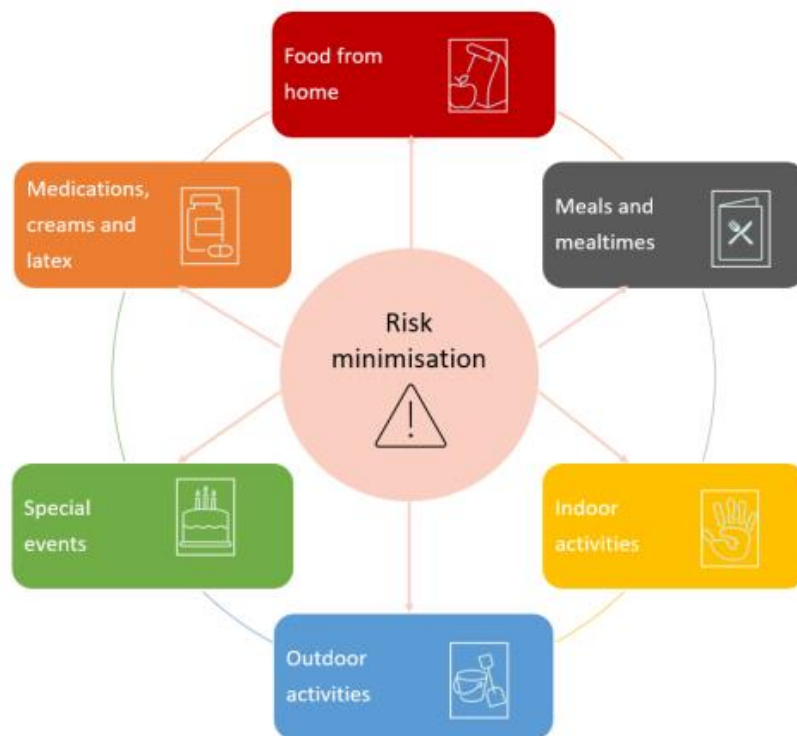 Food from
home
Medications,
creams and
latex
Meals and
mealtimes
Risk
minimisation
Special
events
Indoor
activities
Outdoor
activities